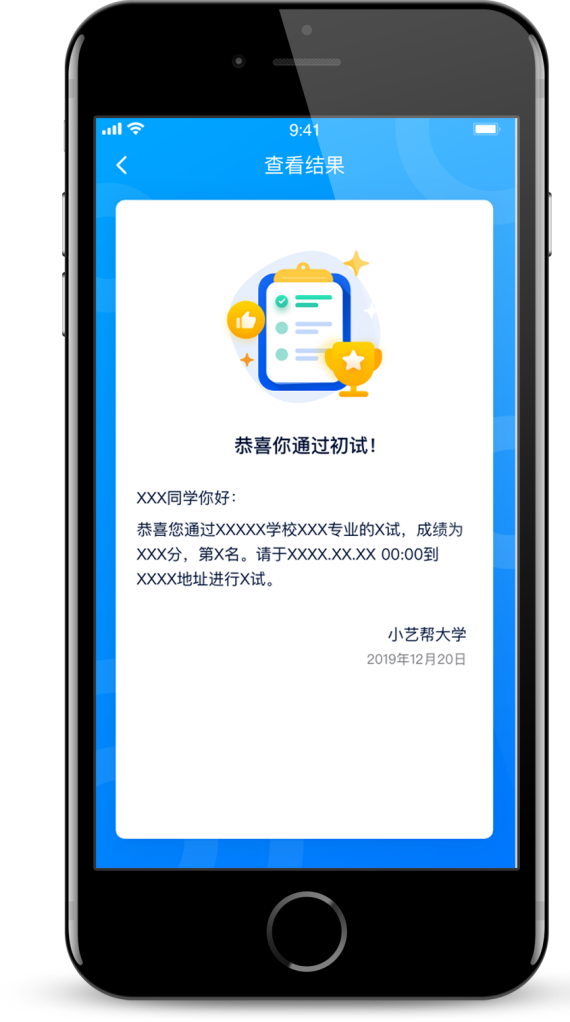 9:41
查看结果
恭喜你通过初试！
XXX同学你好：
恭喜您通过XXXXX学校XXX专业的X试，成绩为
XXX分，第X名。请于XXXX.XX.XX 00:00到
XXXX地址进行X试。
小艺帮大学
2019年12月20日